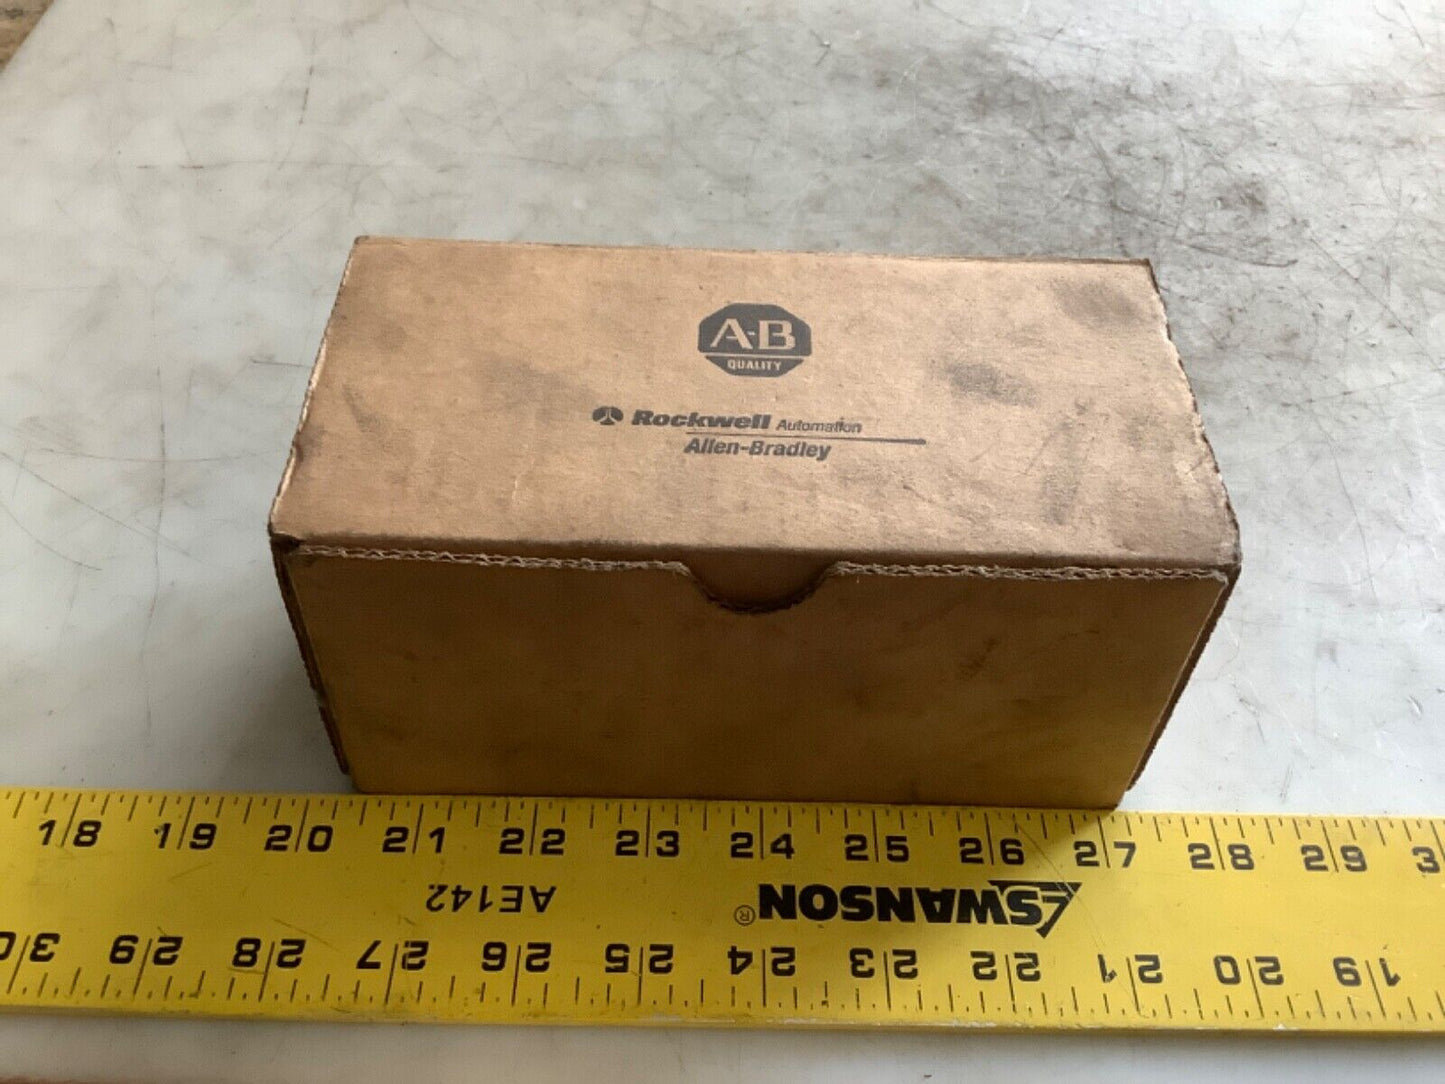 A-B
QUALITY
Rockwell Automation
Allen-Bradley
18 19 20 21 22 23 24 25 26 27 28 29 3
AE142 SWANSON®
30 29 28 27 26 25 24 23 22 21 20 19